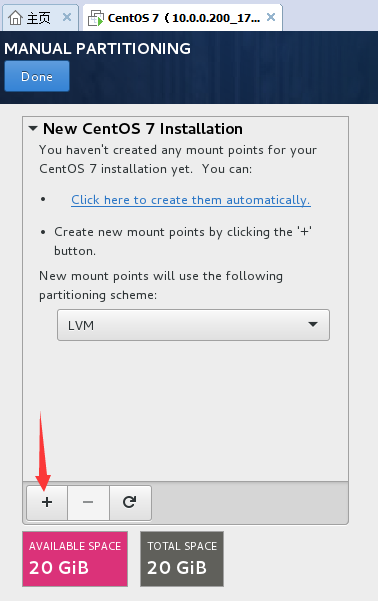 主页 × CentOS 7 ( 10.0.0.200_17... ×
MANUAL PARTITIONING
Done
New CentOS 7 Installation
You haven't created any mount points for your
CentOS 7 installation yet. You can:
• Click here to create them automatically.
• Create new mount points by clicking the '+'
button.
New mount points will use the following
partitioning scheme:
LVM
+ −
AVAILABLE SPACE
20 GiB
TOTAL SPACE
20 GiB